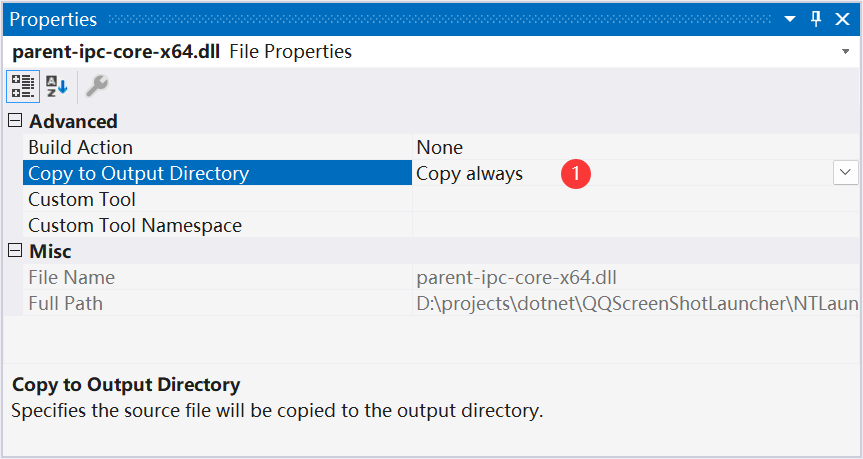 Properties
parent-ipc-core-x64.dll File Properties
Advanced
Build Action None
Copy to Output Directory Copy always 1
Custom Tool
Custom Tool Namespace
Misc
File Name parent-ipc-core-x64.dll
Full Path D:\projects\dotnet\QQScreenShotLauncher\NTLaun
Copy to Output Directory
Specifies the source file will be copied to the output directory.